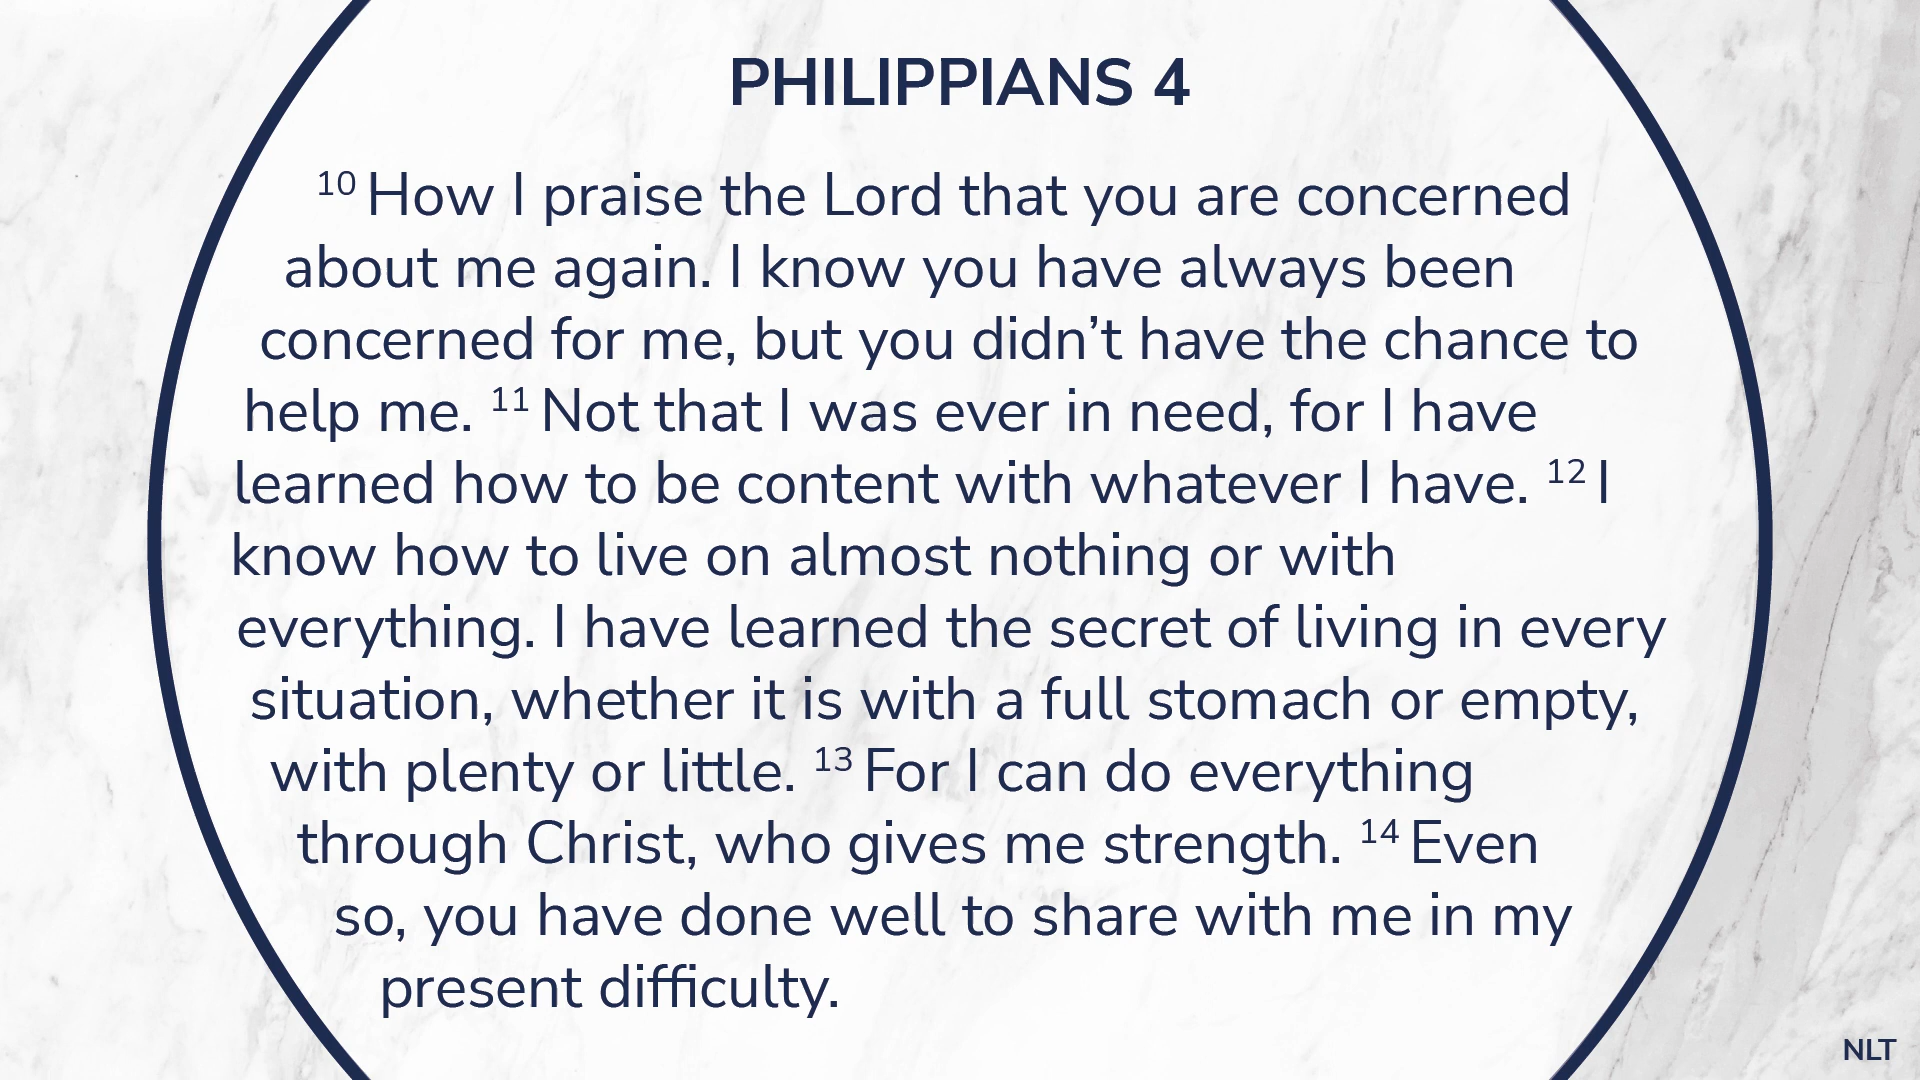 PHILIPPIANS 4
10 How I praise the Lord that you are concerned
about me again. I know you have always been
concerned for me, but you didn’t have the chance to
help me. 11 Not that I was ever in need, for I have
learned how to be content with whatever I have. 12 I
know how to live on almost nothing or with
everything. I have learned the secret of living in every
situation, whether it is with a full stomach or empty,
with plenty or little. 13 For I can do everything
through Christ, who gives me strength. 14 Even
so, you have done well to share with me in my
present difficulty.
NLT